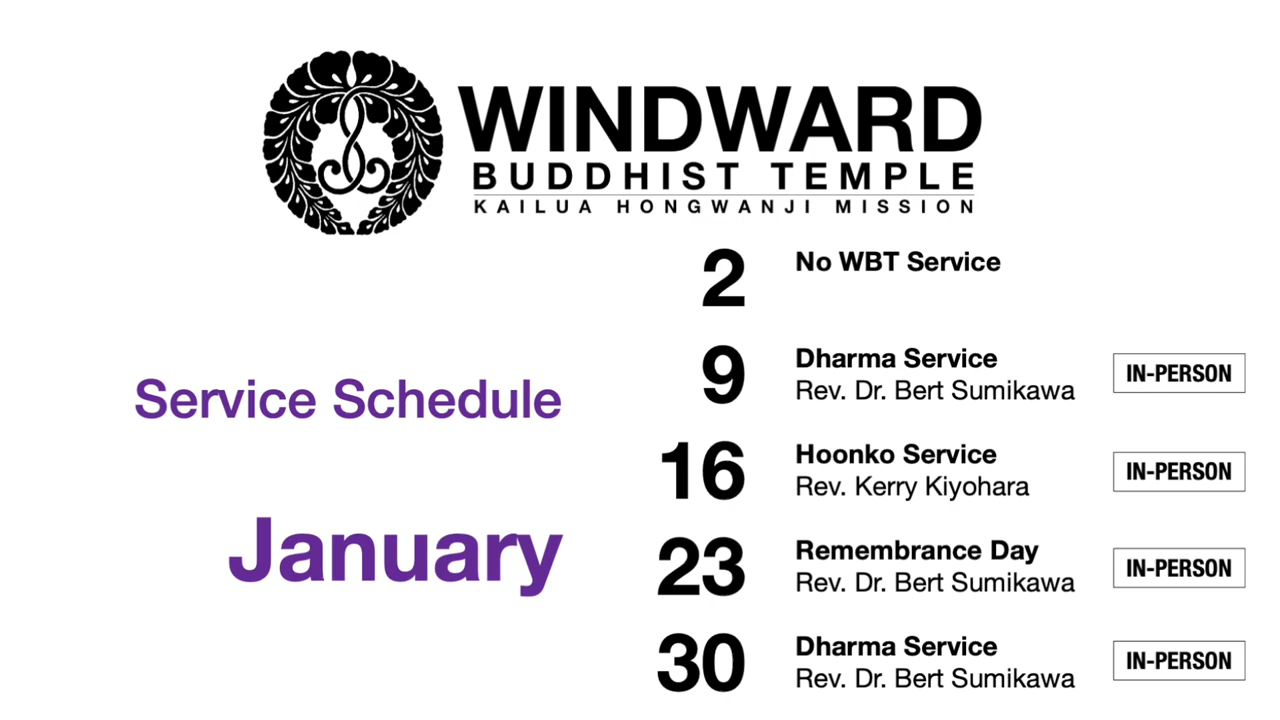 WINDWARD
BUDDHIST TEMPLE
KAILUA HONGWANJI MISSION
Service Schedule
January
2 No WBT Service
9 Dharma Service
Rev. Dr. Bert Sumikawa
IN-PERSON
16 Hoonko Service
Rev. Kerry Kiyohara
IN-PERSON
23 Remembrance Day
Rev. Dr. Bert Sumikawa
IN-PERSON
30 Dharma Service
Rev. Dr. Bert Sumikawa
IN-PERSON